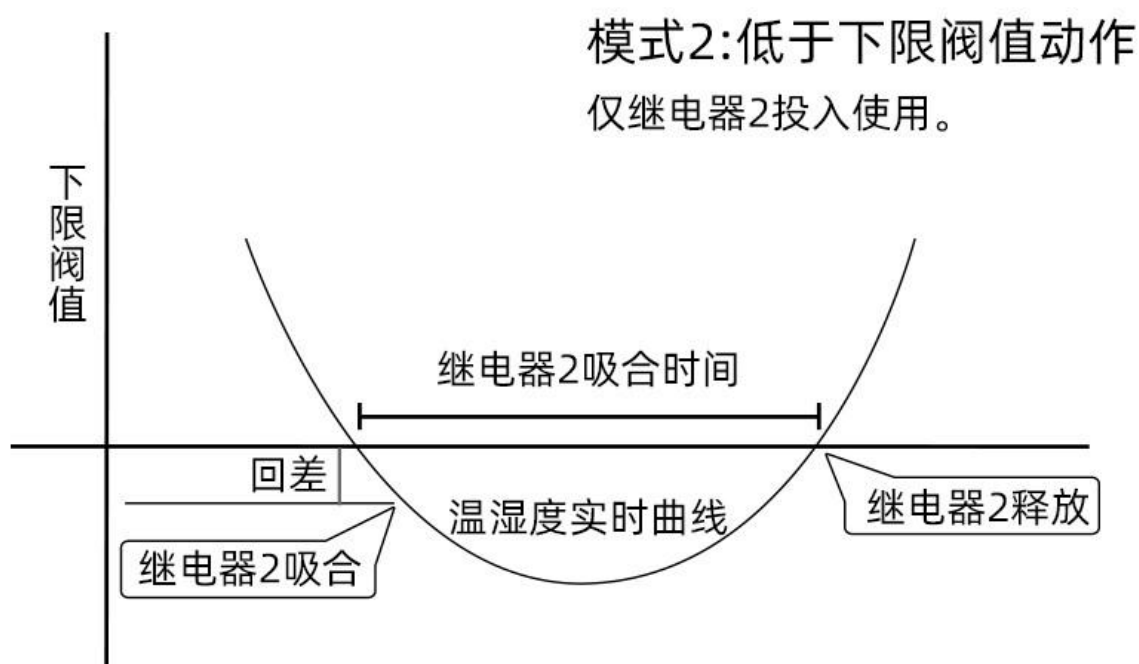 模式2:低于下限阀值动作
仅继电器2投入使用。
下限阀值
继电器2吸合时间
回差
温湿度实时曲线
继电器2释放
继电器2吸合